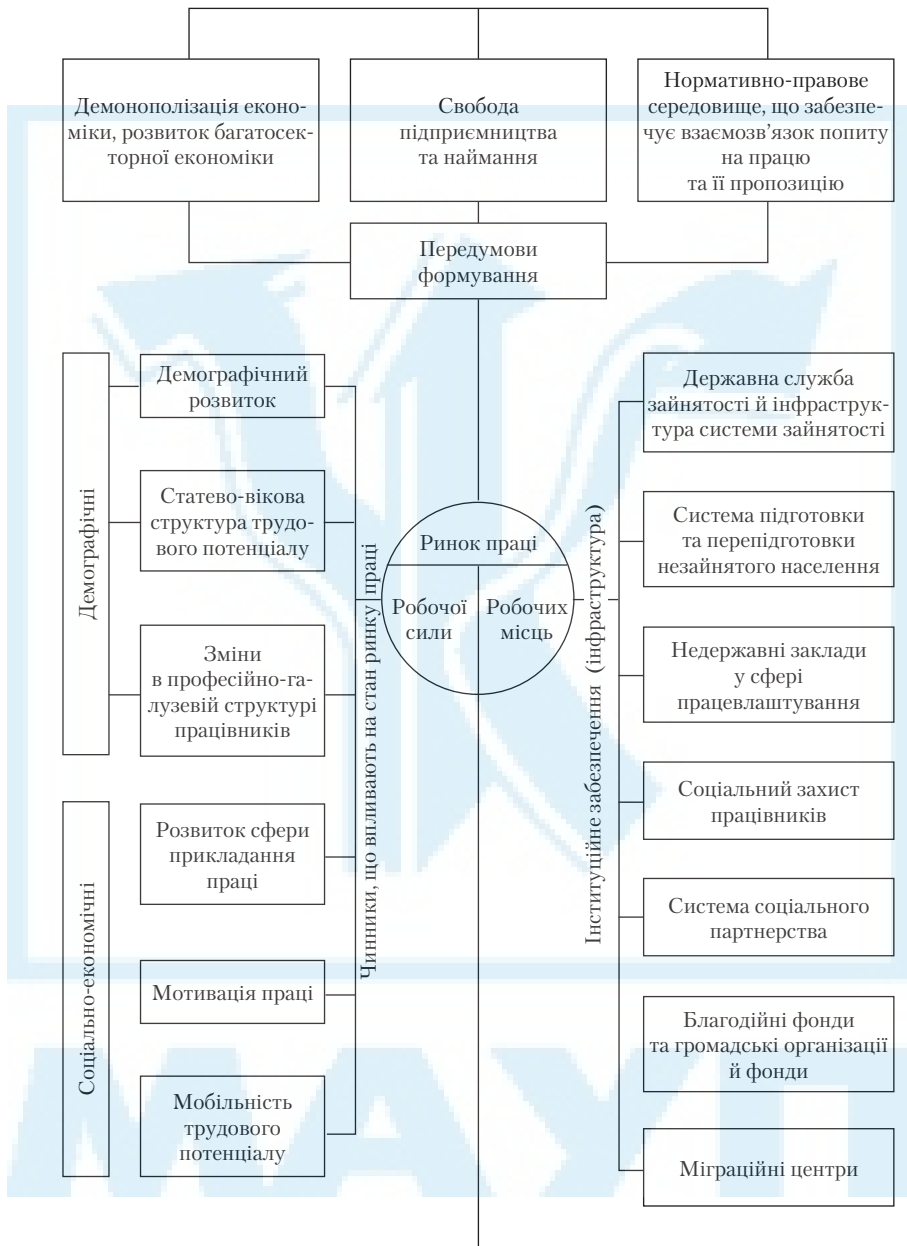 Демонополізація еконо-
міки, розвиток багатосек-
торної економіки
Свобода
підприємництва
та наймання
Нормативно-правове
середовище, що забезпе-
чує взаємозв'язок попиту
на працю
та її пропозицію
Передумови
формування
Демографічні
Демографічний
розвиток
Статево-вікова
структура трудо-
вого потенціалу
Зміни
в професійно-га-
лузевій структурі
працівників
Соціально-економічні
Розвиток сфери
прикладання
праці
Мотивація праці
Мобільність
трудового
потенціалу
Чинники, що впливають на стан ринку праці
Ринок праці
Робочої
сили
Робочих
місць
Інституційне забезпечення (інфраструктура)
Державна служба
зайнятості й інфраструк-
тура системи зайнятості
Система підготовки
та перепідготовки
незайнятого населення
Недержавні заклади
у сфері
працевлаштування
Соціальний захист
працівників
Система соціального
партнерства
Благодійні фонди
та громадські організації
й фонди
Міграційні центри
МАУП